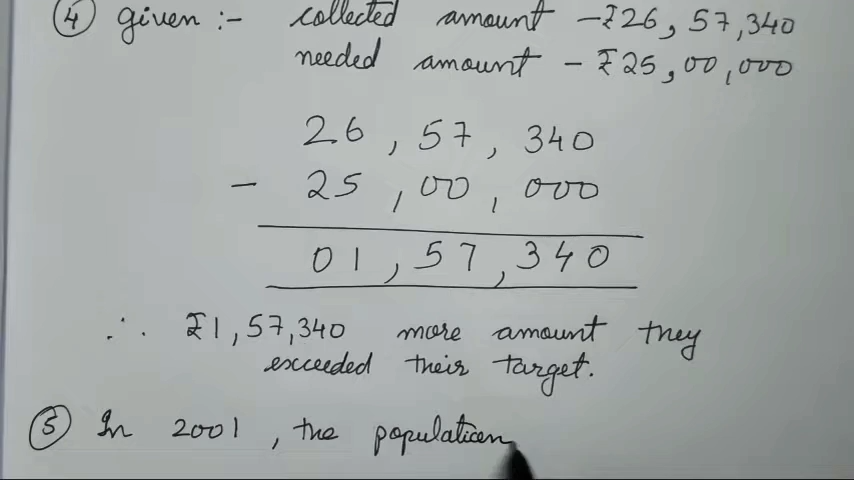 ④ given :- collected amount - ₹26,57,340
needed amount - ₹25,00,000
26,57,340
- 25,00,000
01,57,340
∴ ₹1,57,340 more amount they
exceeded their target.
⑤ In 2001, the population